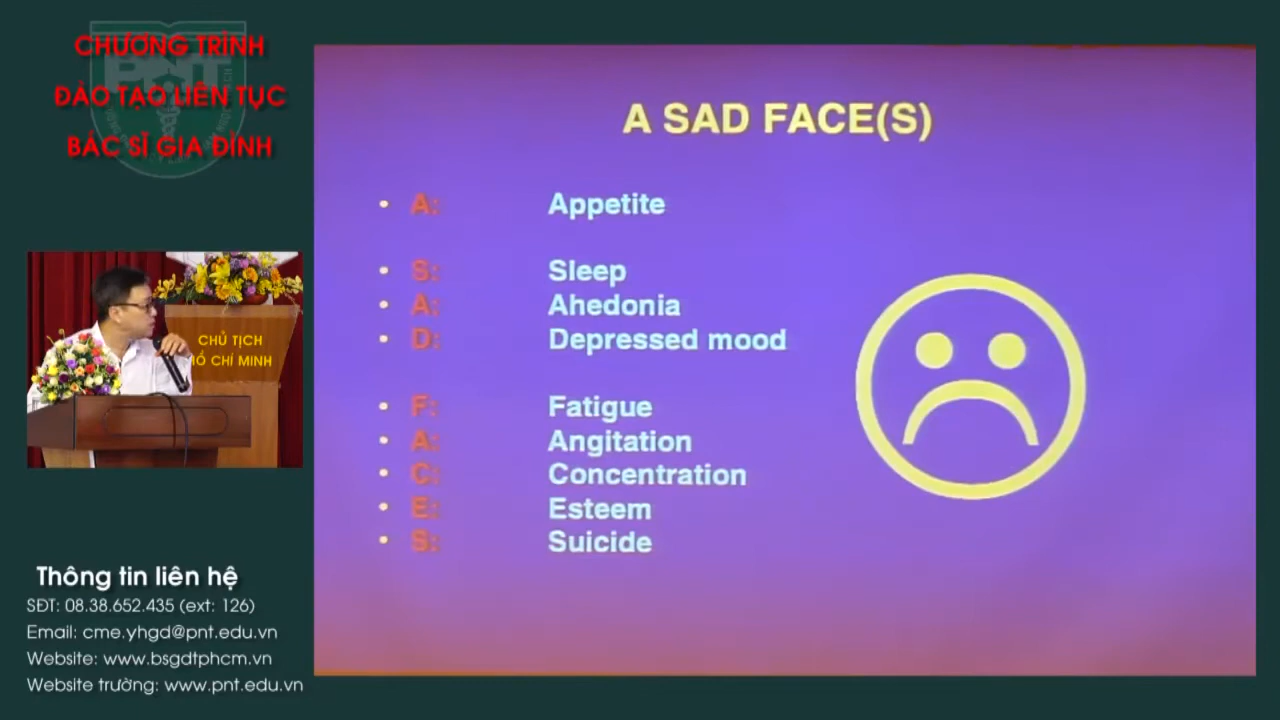 CHƯƠNG TRÌNH
ĐÀO TẠO LIÊN TỤC
BÁC SĨ GIA ĐÌNH
PNT
A SAD FACE(S)
• A: Appetite
• S: Sleep
• A: Ahedonia
• D: Depressed mood
• F: Fatigue
• A: Angitation
• C: Concentration
• E: Esteem
• S: Suicide
CHỦ TỊCH
HỒ CHÍ MINH
Thông tin liên hệ
SĐT: 08.38.652.435 (ext: 126)
Email: cme.yhgd@pnt.edu.vn
Website: www.bsgdtphcm.vn
Website trường: www.pnt.edu.vn